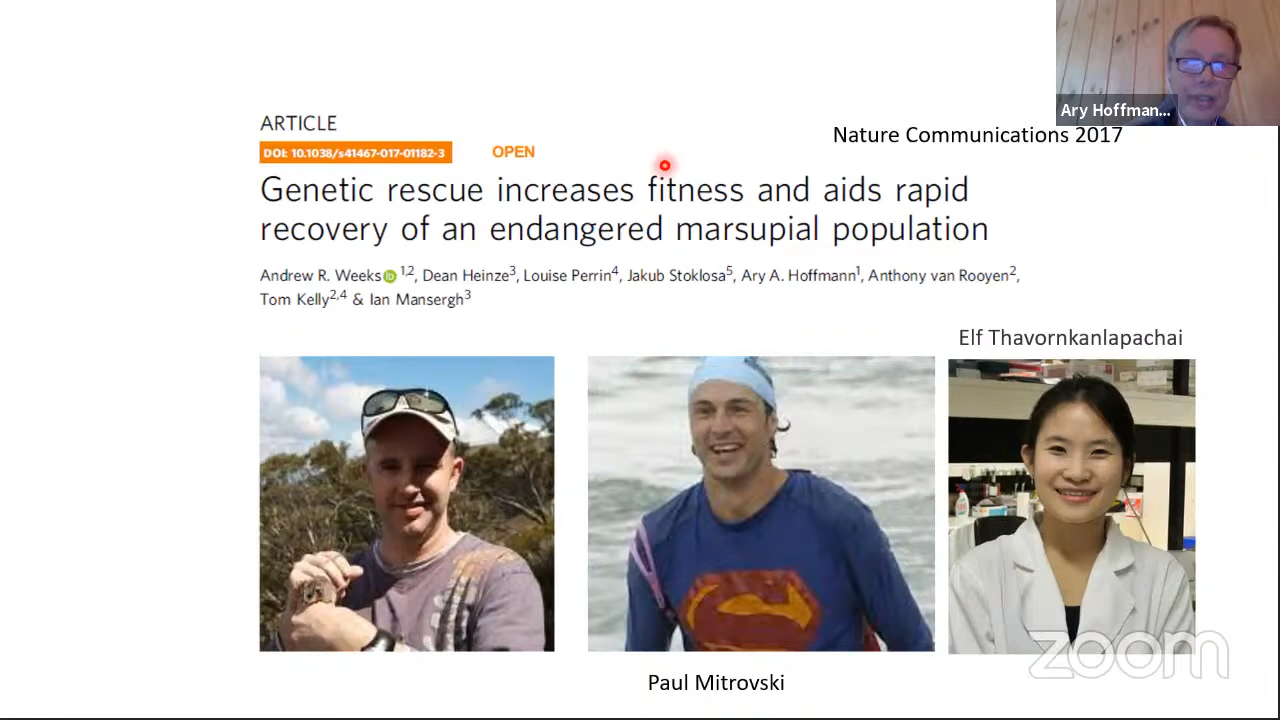 Ary Hoffman...
ARTICLE
Nature Communications 2017
DOI: 10.1038/s41467-017-01182-3 OPEN
Genetic rescue increases fitness and aids rapid
recovery of an endangered marsupial population
Andrew R. Weeks 1,2, Dean Heinze3, Louise Perrin4, Jakub Stoklosa5, Ary A. Hoffmann1, Anthony van Rooyen2,
Tom Kelly2,4 & Ian Mansergh3
Elf Thavornkanlapachai
Paul Mitrovski
zoom